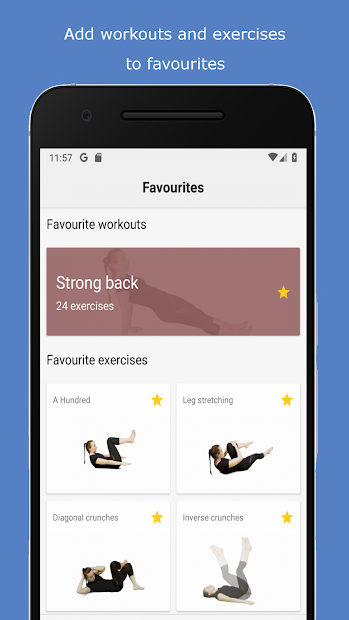 Add workouts and exercises
to favourites
11:57 G
Favourites
Favourite workouts
Strong back
24 exercises
Favourite exercises
A Hundred
Leg stretching
Diagonal crunches
Inverse crunches